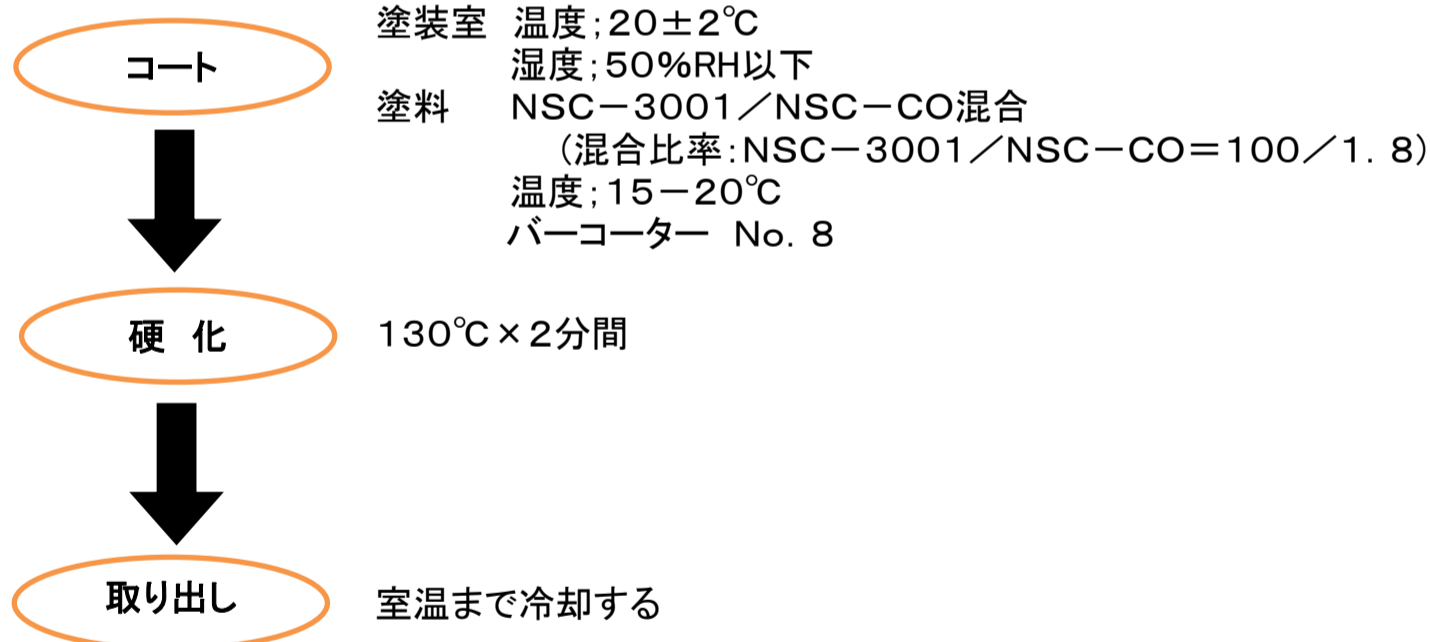 コート
塗装室 温度;20±2℃
湿度;50%RH以下
塗料 NSC-3001/NSC-CO混合
(混合比率:NSC-3001/NSC-CO=100/1.8)
温度;15-20℃
バーコーター No.8
硬 化
130℃×2分間
取り出し
室温まで冷却する